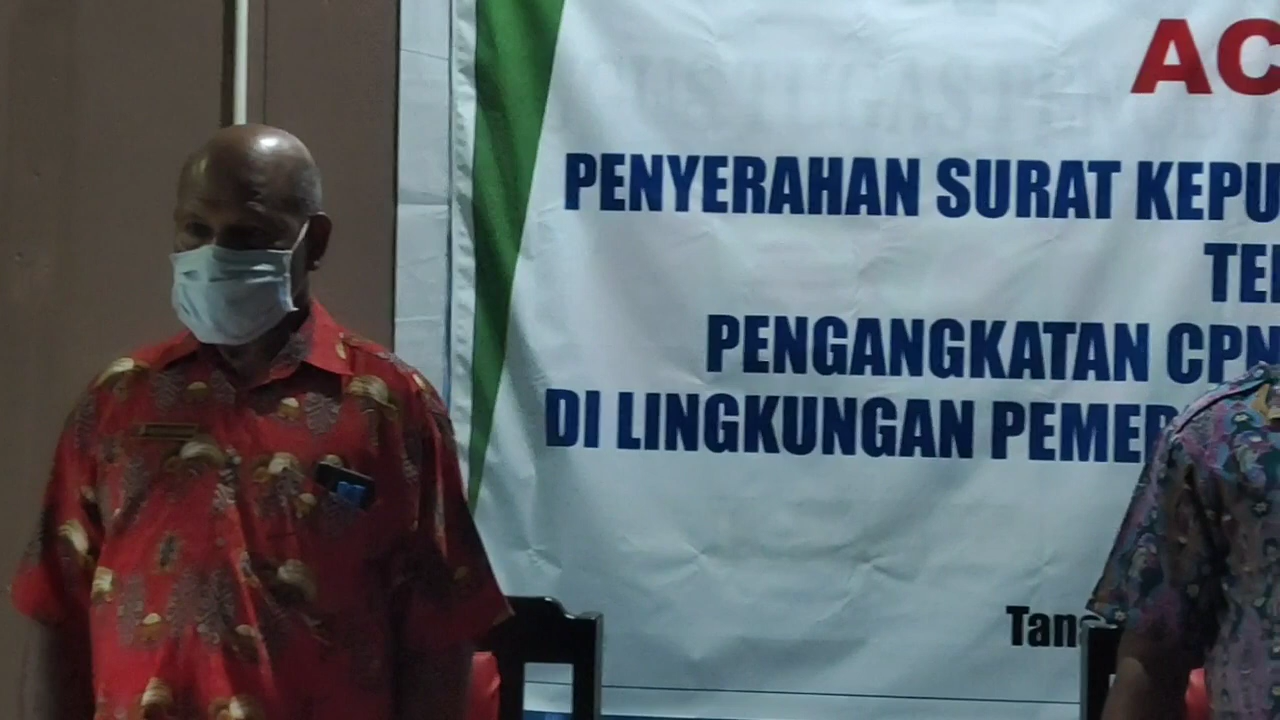 AC
PENYERAHAN SURAT KEPU
TE
PENGANGKATAN CPN
DI LINGKUNGAN PEMER
Tan